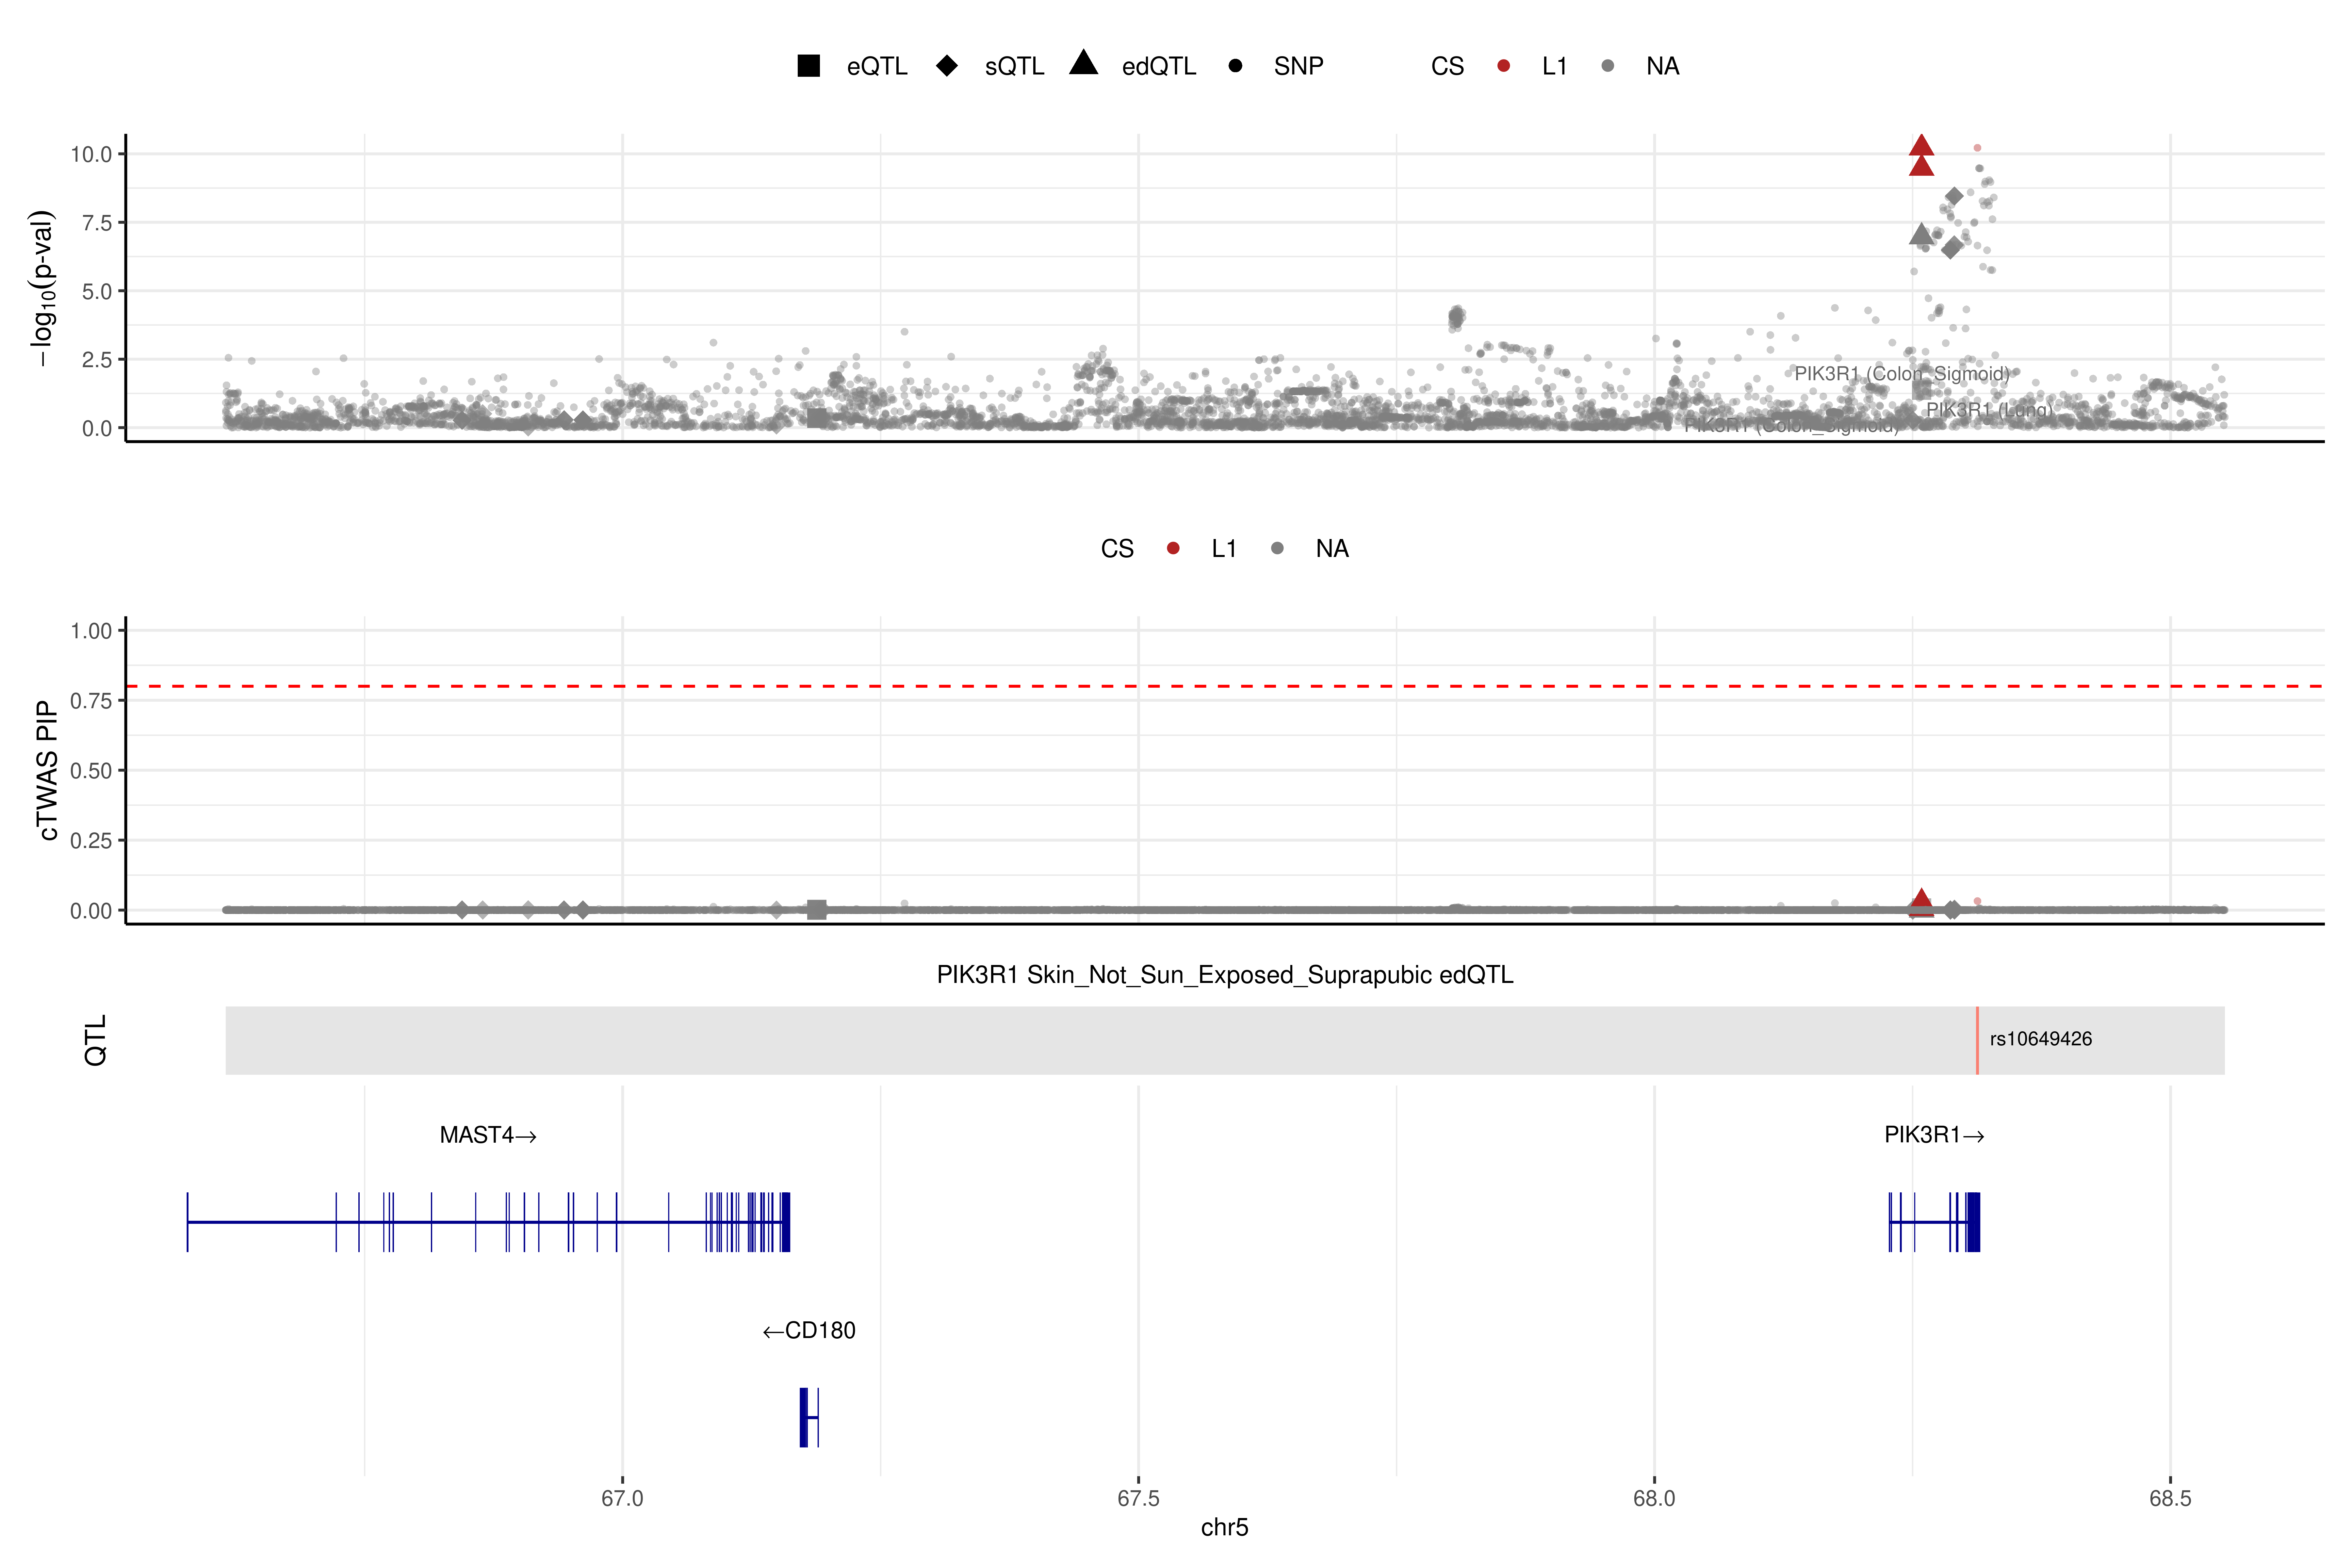 eQTL sQTL edQTL SNP CS L1 NA
−log10(p-val)
10.0
7.5
5.0
2.5
0.0
PIK3R1 (Colon_Sigmoid)
PIK3R1 (Lung)
PIK3R1 (Colon_Sigmoid)
CS L1 NA
cTWAS PIP
1.00
0.75
0.50
0.25
0.00
PIK3R1 Skin_Not_Sun_Exposed_Suprapubic edQTL
QTL
rs10649426
MAST4→ PIK3R1→
←CD180
67.0 67.5 68.0 68.5
chr5